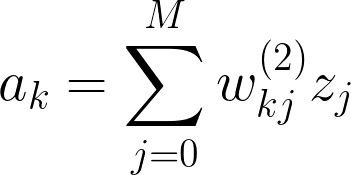 $a_k = \sum_{j=0}^{M} w_{kj}^{(2)} z_j$